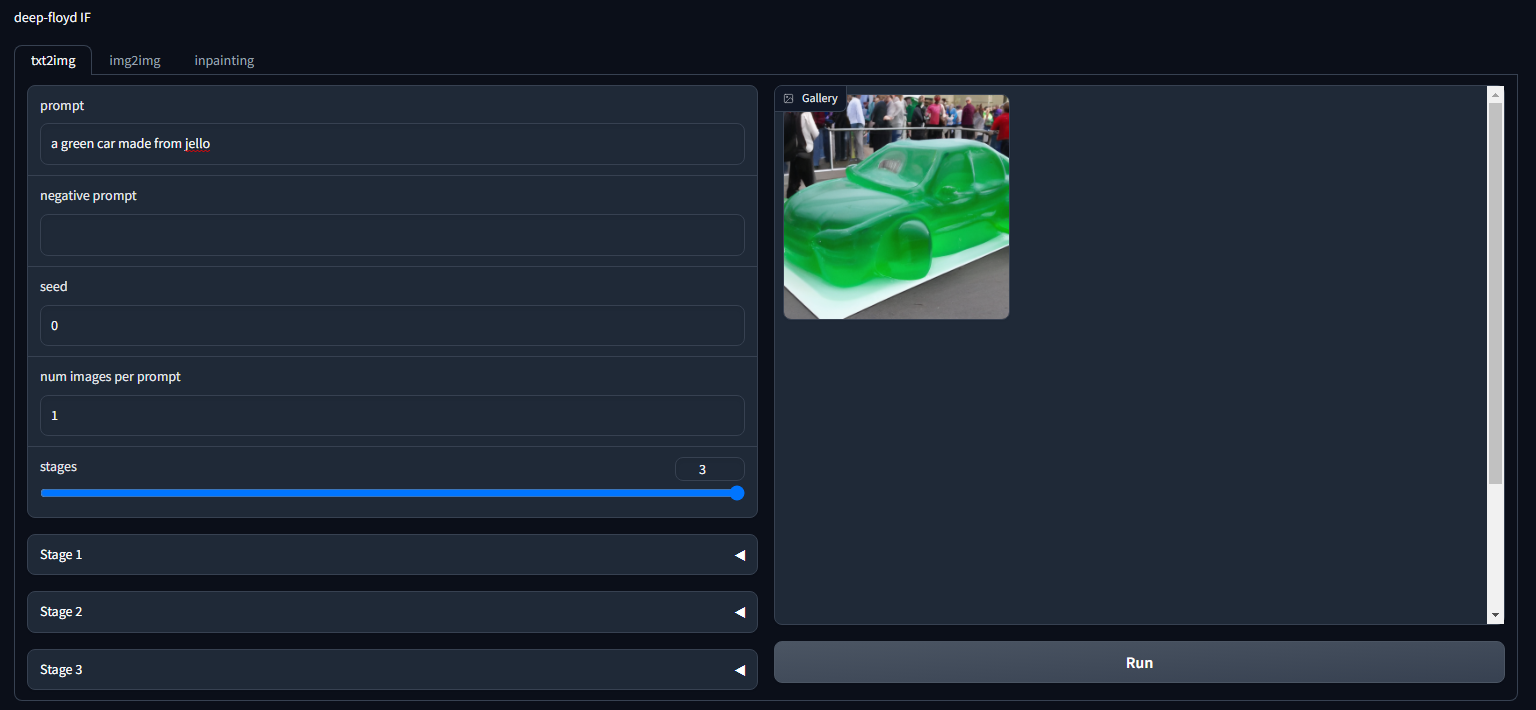 deep-floyd IF
txt2img
img2img
inpainting
prompt
a green car made from jello
negative prompt
seed
0
num images per prompt
1
stages
3
Stage 1
Stage 2
Stage 3
Gallery
Run